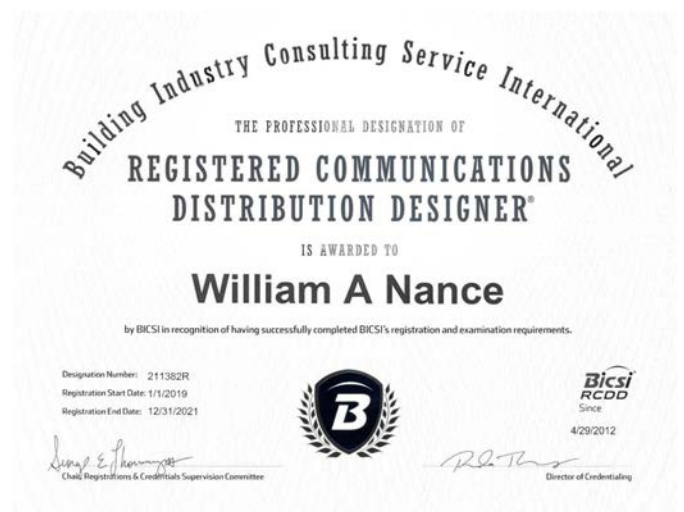 Building Industry Consulting Service International
THE PROFESSIONAL DESIGNATION OF
REGISTERED COMMUNICATIONS
DISTRIBUTION DESIGNER®
IS AWARDED TO
William A Nance
by BICSI in recognition of having successfully completed BICSI's registration and examination requirements.
Designation Number: 211382R
Registration Start Date: 1/1/2019
Registration End Date: 12/31/2021
B
Bicsi
RCDD
Since
4/29/2012
Chair, Registrations & Credentials Supervision Committee
Director of Credentialing